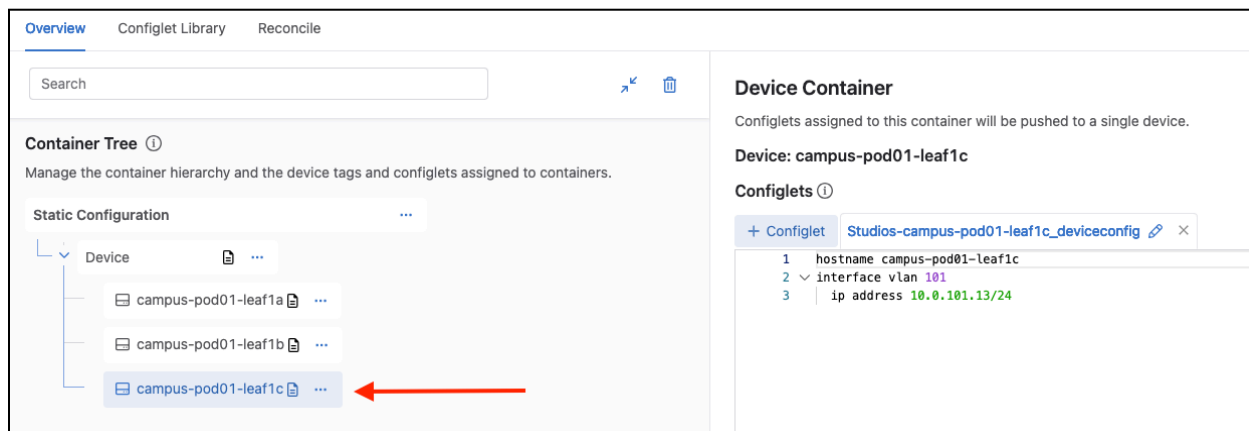 Overview Configlet Library Reconcile
Search
Container Tree
Manage the container hierarchy and the device tags and configlets assigned to containers.
Static Configuration ...
Device ...
campus-pod01-leaf1a ...
campus-pod01-leaf1b ...
campus-pod01-leaf1c ...
Device Container
Configlets assigned to this container will be pushed to a single device.
Device: campus-pod01-leaf1c
Configlets
+ Configlet Studios-campus-pod01-leaf1c_deviceconfig
1 hostname campus-pod01-leaf1c
2 interface vlan 101
3 ip address 10.0.101.13/24